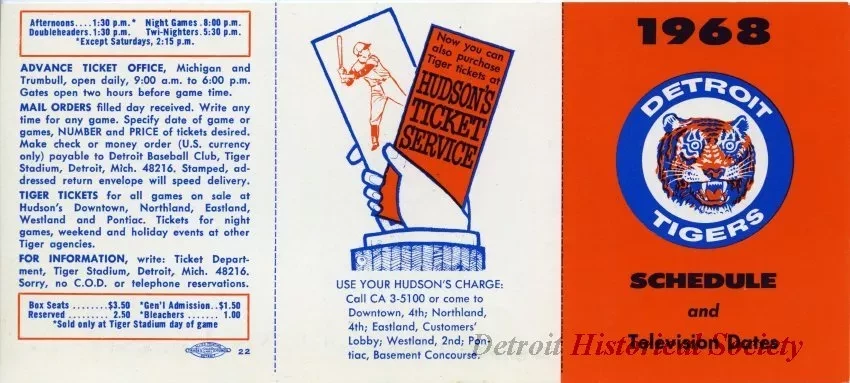 Afternoons....1:30 p.m.* Night Games.8:00 p.m.
Doubleheaders.1:30 p.m. Twi-Nighters.5:30 p.m.
*Except Saturdays, 2:15 p.m.
ADVANCE TICKET OFFICE, Michigan and
Trumbull, open daily, 9:00 a.m. to 6:00 p.m.
Gates open two hours before game time.
MAIL ORDERS filled day received. Write any
time for any game. Specify date of game or
games, NUMBER and PRICE of tickets desired.
Make check or money order (U.S. currency
only) payable to Detroit Baseball Club, Tiger
Stadium, Detroit, Mich. 48216. Stamped, ad-
dressed return envelope will speed delivery.
TIGER TICKETS for all games on sale at
Hudson's Downtown, Northland, Eastland,
Westland and Pontiac. Tickets for night
games, weekend and holiday events at other
Tiger agencies.
FOR INFORMATION, write: Ticket Depart-
ment, Tiger Stadium, Detroit, Mich. 48216.
Sorry, no C.O.D. or telephone reservations.
Box Seats ........$3.50 *Gen'l Admission..$1.50
Reserved ......... 2.50 *Bleachers ....... 1.00
*Sold only at Tiger Stadium day of game
22
Now you can
also purchase
Tiger tickets at
HUDSON'S
TICKET
SERVICE
USE YOUR HUDSON'S CHARGE:
Call CA 3-5100 or come to
Downtown, 4th; Northland,
4th; Eastland, Customers'
Lobby; Westland, 2nd; Pon-
tiac, Basement Concourse.
1968
DETROIT
TIGERS
SCHEDULE
and
Television Dates
Detroit Historical Society